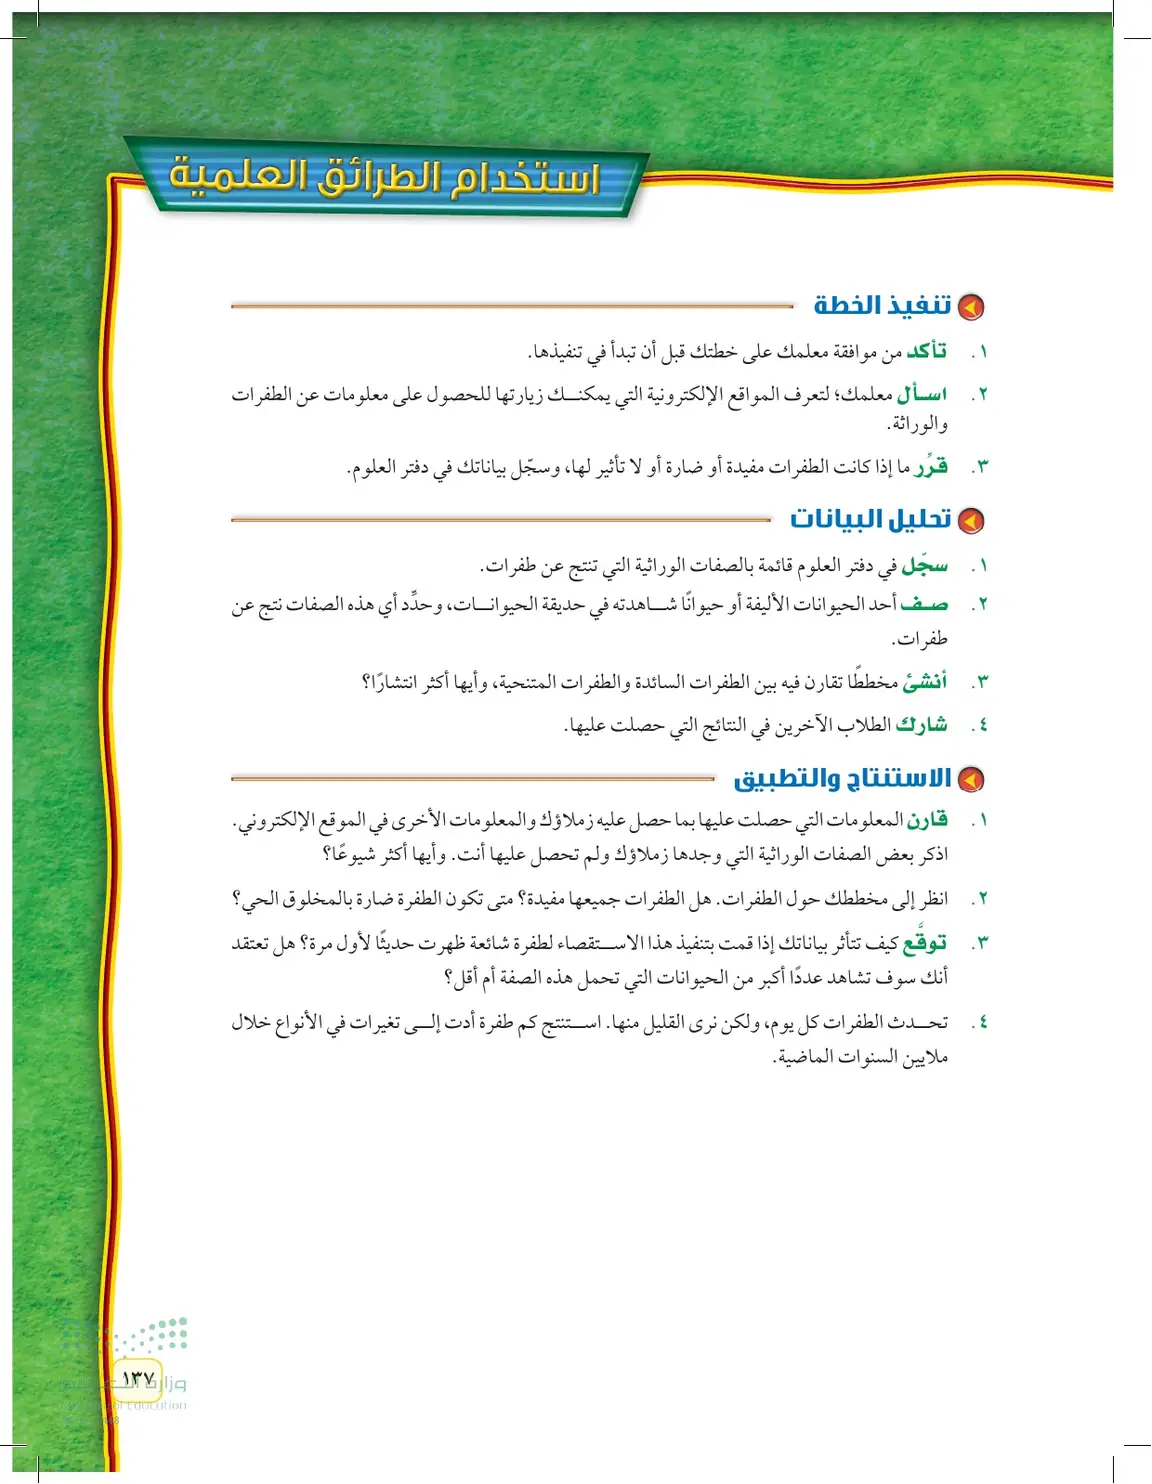 استخدام الطرائق العلمية
تنفيذ الخطة
١. تأكد من موافقة معلمك على خطتك قبل أن تبدأ في تنفيذها.
٢. اسأل معلمك؛ لتعرف المواقع الإلكترونية التي يمكنك زيارتها للحصول على معلومات عن الطفرات
والوراثة.
٣. قرِّر ما إذا كانت الطفرات مفيدة أو ضارة أو لا تأثير لها، وسجّل بياناتك في دفتر العلوم.
تحليل البيانات
١. سجّل في دفتر العلوم قائمة بالصفات الوراثية التي تنتج عن طفرات.
٢. صف أحد الحيوانات الأليفة أو حيوانًا شاهدته في حديقة الحيوانات، وحدِّد أي هذه الصفات نتج عن
طفرات.
٣. أنشئ مخططًا تقارن فيه بين الطفرات السائدة والطفرات المتنحية، وأيها أكثر انتشارًا؟
٤. شارك الطلاب الآخرين في النتائج التي حصلت عليها.
الاستنتاج والتطبيق
١. قارن المعلومات التي حصلت عليها بما حصل عليه زملاؤك والمعلومات الأخرى في الموقع الإلكتروني.
اذكر بعض الصفات الوراثية التي وجدها زملاؤك ولم تحصل عليها أنت. وأيها أكثر شيوعًا؟
٢. انظر إلى مخططك حول الطفرات. هل الطفرات جميعها مفيدة؟ متى تكون الطفرة ضارة بالمخلوق الحي؟
٣. توقَّع كيف تتأثر بياناتك إذا قمت بتنفيذ هذا الاستقصاء لطفرة شائعة ظهرت حديثًا لأول مرة؟ هل تعتقد
أنك سوف تشاهد عددًا أكبر من الحيوانات التي تحمل هذه الصفة أم أقل؟
٤. تحدث الطفرات كل يوم، ولكن نرى القليل منها. استنتج كم طفرة أدت إلى تغيرات في الأنواع خلال
ملايين السنوات الماضية.
١٣٧
وزارة التعليم
of Education